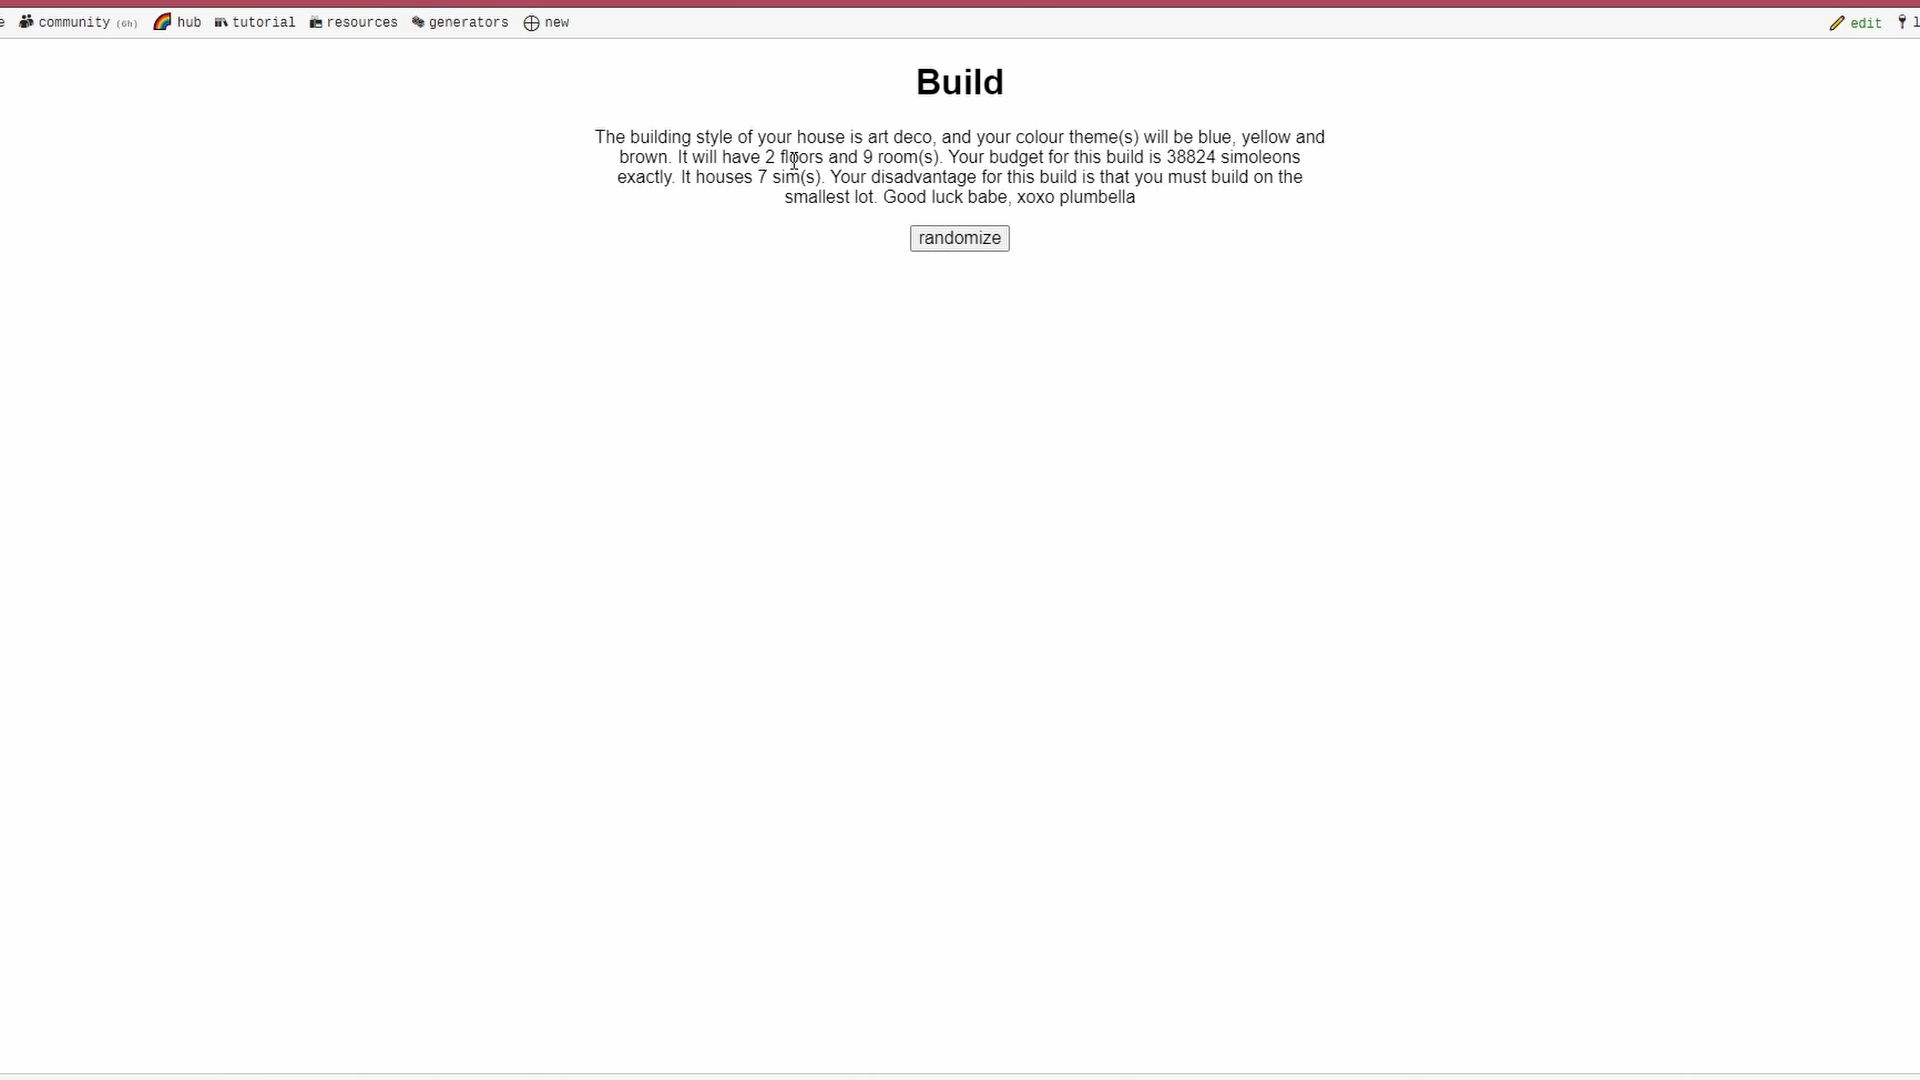 e community (6h) hub tutorial resources generators new edit l
Build
The building style of your house is art deco, and your colour theme(s) will be blue, yellow and
brown. It will have 2 floors and 9 room(s). Your budget for this build is 38824 simoleons
exactly. It houses 7 sim(s). Your disadvantage for this build is that you must build on the
smallest lot. Good luck babe, xoxo plumbella
randomize